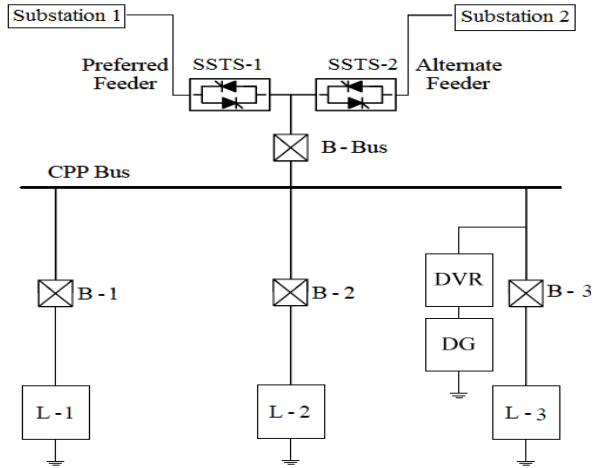 Substation 1
Substation 2
Preferred
Feeder
SSTS-1
SSTS-2
Alternate
Feeder
B - Bus
CPP Bus
B - 1
B - 2
DVR
B - 3
DG
L - 1
L - 2
L - 3